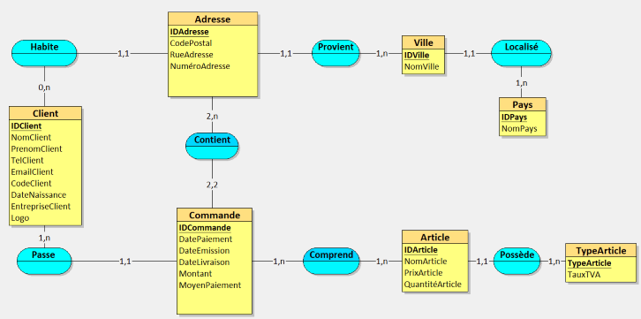 Habite
1,1
Adresse
IDAdresse
CodePostal
RueAdresse
NuméroAdresse
1,1
Provient
1,n
Ville
IDVille
NomVille
1,1
Localisé
1,n
Pays
IDPays
NomPays
0,n
Client
IDClient
NomClient
PrenomClient
TelClient
EmailClient
CodeClient
DateNaissance
EntrepriseClient
Logo
2,n
Contient
2,2
1,n
Passe
1,1
Commande
IDCommande
DatePaiement
DateEmission
DateLivraison
Montant
MoyenPaiement
1,n
Comprend
1,n
Article
IDArticle
NomArticle
PrixArticle
QuantitéArticle
1,1
Possède
1,n
TypeArticle
TypeArticle
TauxTVA